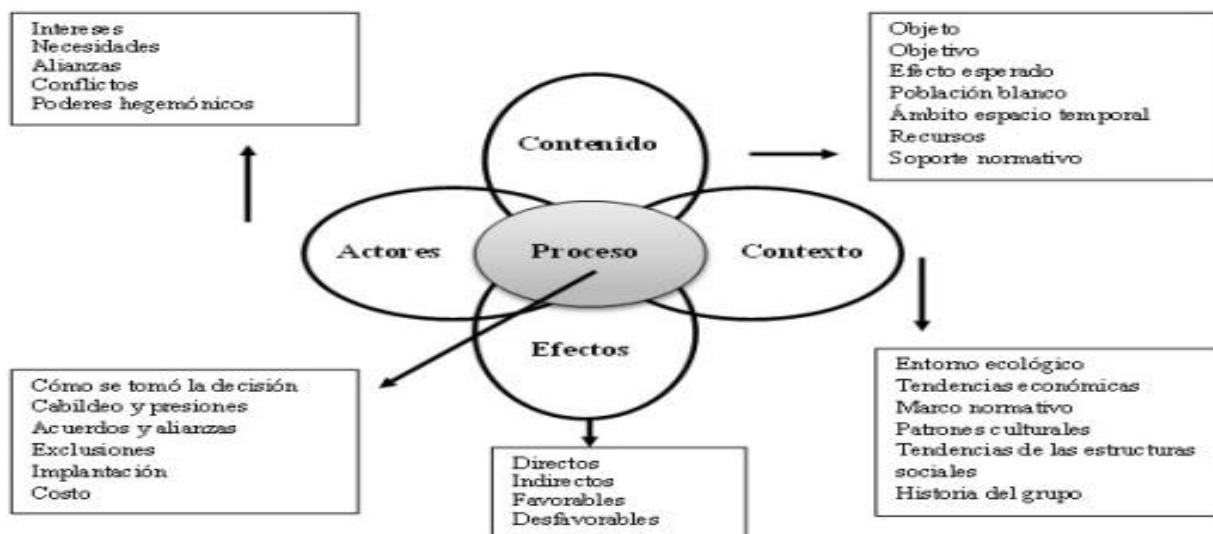 Intereses
Necesidades
Alianzas
Conflictos
Poderes hegemónicos
Objeto
Objetivo
Efecto esperado
Población blanco
Ámbito espacio temporal
Recursos
Soporte normativo
Contenido
Actores
Proceso
Contexto
Efectos
Cómo se tomó la decisión
Cabildeo y presiones
Acuerdos y alianzas
Exclusiones
Implantación
Costo
Directos
Indirectos
Favorables
Desfavorables
Entorno ecológico
Tendencias económicas
Marco normativo
Patrones culturales
Tendencias de las estructuras
sociales
Historia del grupo